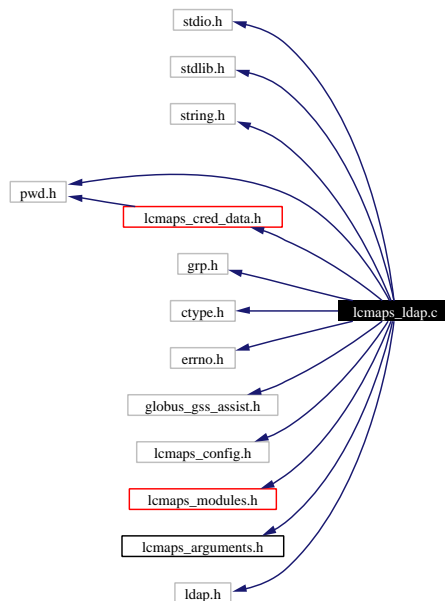 stdio.h
stdlib.h
string.h
pwd.h
lcmaps_cred_data.h
grp.h
lcmaps_ldap.c
ctype.h
errno.h
globus_gss_assist.h
lcmaps_config.h
lcmaps_modules.h
lcmaps_arguments.h
ldap.h